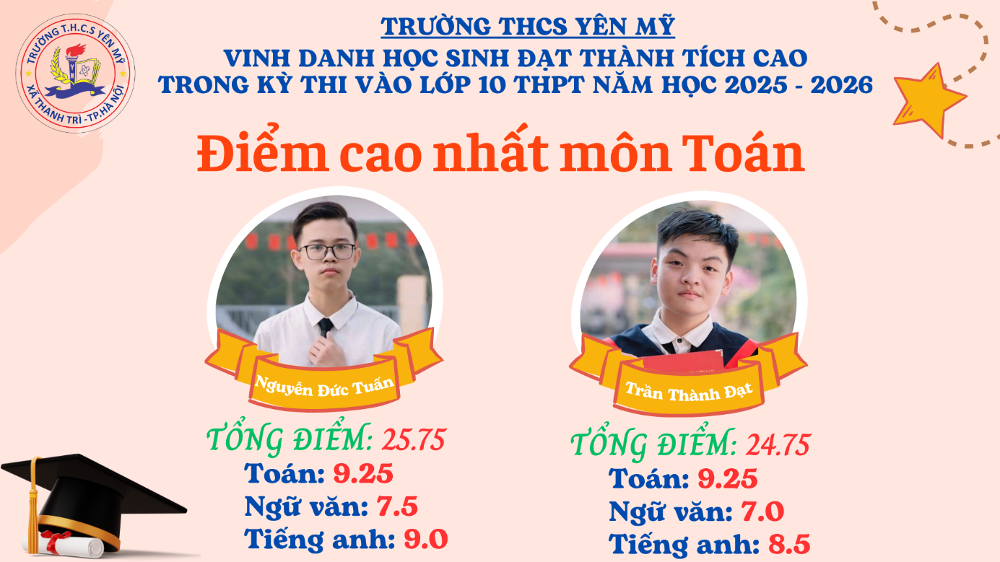 TRƯỜNG T.H.C.S YÊN MỸ
XÃ THANH TRÌ -TP.HÀ NỘI
TRƯỜNG THCS YÊN MỸ
VINH DANH HỌC SINH ĐẠT THÀNH TÍCH CAO
TRONG KỲ THI VÀO LỚP 10 THPT NĂM HỌC 2025 - 2026
Điểm cao nhất môn Toán
Nguyễn Đức Tuấn
TỔNG ĐIỂM: 25.75
Toán: 9.25
Ngữ văn: 7.5
Tiếng anh: 9.0
Trần Thành Đạt
TỔNG ĐIỂM: 24.75
Toán: 9.25
Ngữ văn: 7.0
Tiếng anh: 8.5